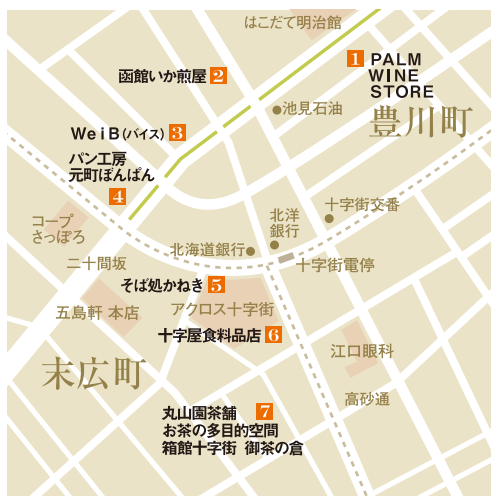 はこだて明治館
1 PALM
WINE
STORE
函館いか煎屋 2
池見石油
豊川町
WeiB(バイス) 3
パン工房
元町ぽんぱん
4
コープ
さっぽろ
北洋
銀行
十字街交番
北海道銀行
十字街電停
二十間坂
そば処かねき 5
五島軒 本店
アクロス十字街
十字屋食料品店 6
江口眼科
末広町
高砂通
丸山園茶舗 7
お茶の多目的空間
箱館十字街 御茶の倉